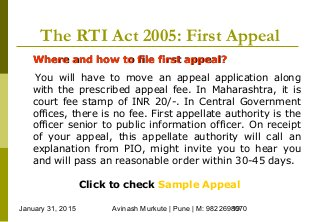 The RTI Act 2005: First Appeal
Where and how to file first appeal?
You will have to move an appeal application along
with the prescribed appeal fee. In Maharashtra, it is
court fee stamp of INR 20/-. In Central Government
offices, there is no fee. First appellate authority is the
officer senior to public information officer. On receipt
of your appeal, this appellate authority will call an
explanation from PIO, might invite you to hear you
and will pass an reasonable order within 30-45 days.
Click to check Sample Appeal
January 31, 2015 Avinash Murkute | Pune | M: